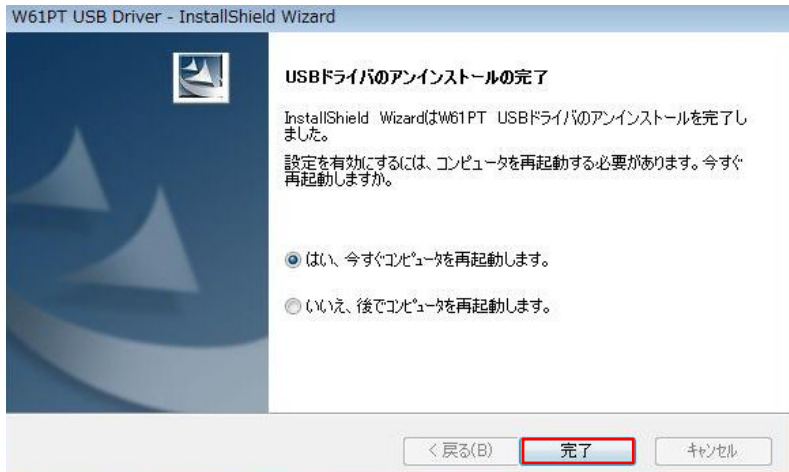 W61PT USB Driver - InstallShield Wizard
USBドライバのアンインストールの完了
InstallShield WizardはW61PT USBドライバのアンインストールを完了し
ました。
設定を有効にするには、コンピュータを再起動する必要があります。今すぐ
再起動しますか。
はい、今すぐコンピュータを再起動します。
いいえ、後でコンピュータを再起動します。
< 戻る(B) 完了 キャンセル